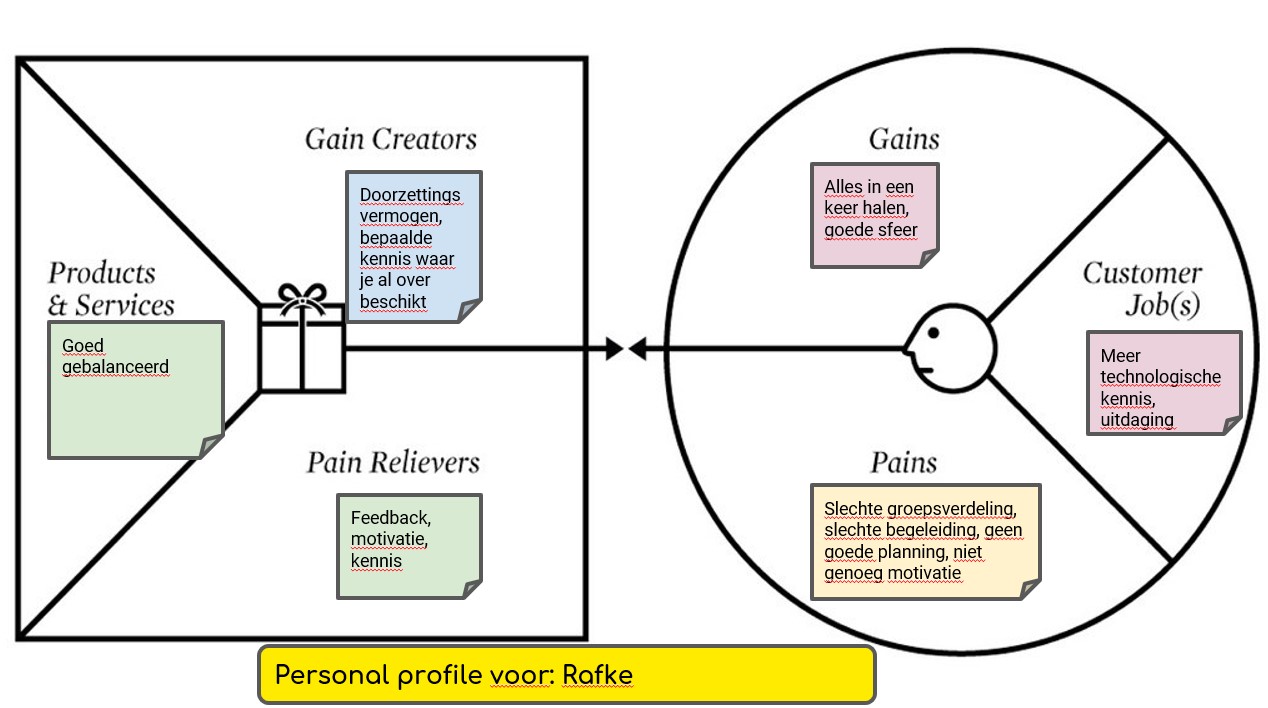 Gain Creators
Doorzettings
vermogen,
bepaalde
kennis waar
je al over
beschikt
Products
& Services
Goed
gebalanceerd
Pain Relievers
Feedback,
motivatie,
kennis
Gains
Alles in een
keer halen,
goede sfeer
Customer
Job(s)
Meer
technologische
kennis,
uitdaging
Pains
Slechte groepsverdeling,
slechte begeleiding, geen
goede planning, niet
genoeg motivatie
Personal profile voor: Rafke